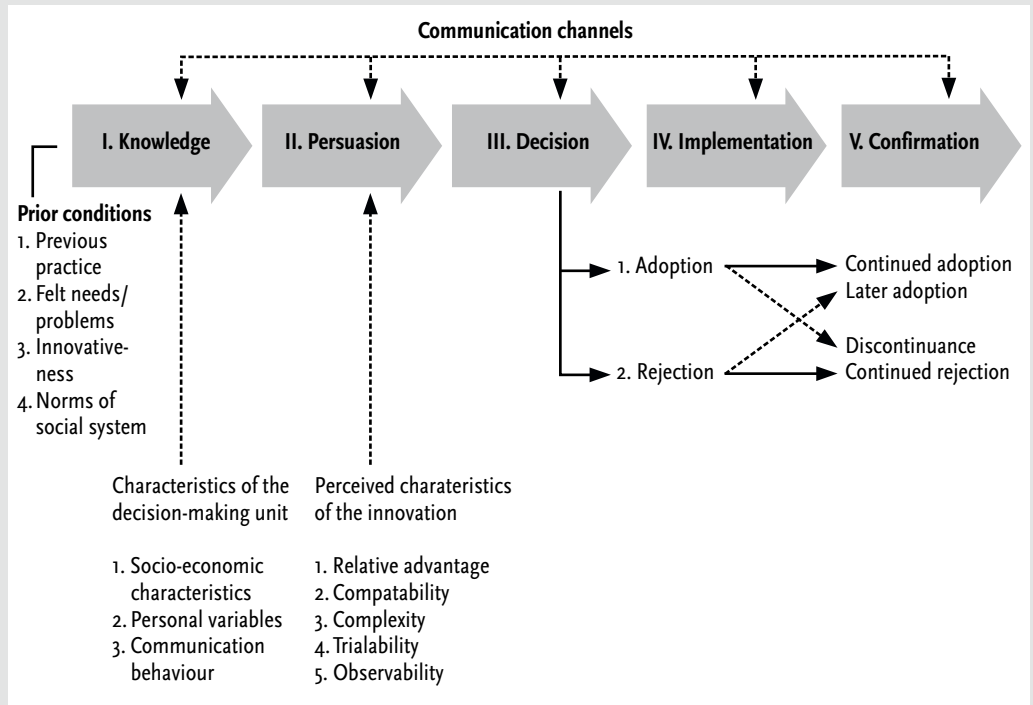 Communication channels
I. Knowledge
II. Persuasion
III. Decision
IV. Implementation
V. Confirmation
Prior conditions
1. Previous
practice
2. Felt needs/
problems
3. Innovative-
ness
4. Norms of
social system
1. Adoption
2. Rejection
Continued adoption
Later adoption
Discontinuance
Continued rejection
Characteristics of the
decision-making unit
1. Socio-economic
characteristics
2. Personal variables
3. Communication
behaviour
Perceived charateristics
of the innovation
1. Relative advantage
2. Compatability
3. Complexity
4. Trialability
5. Observability